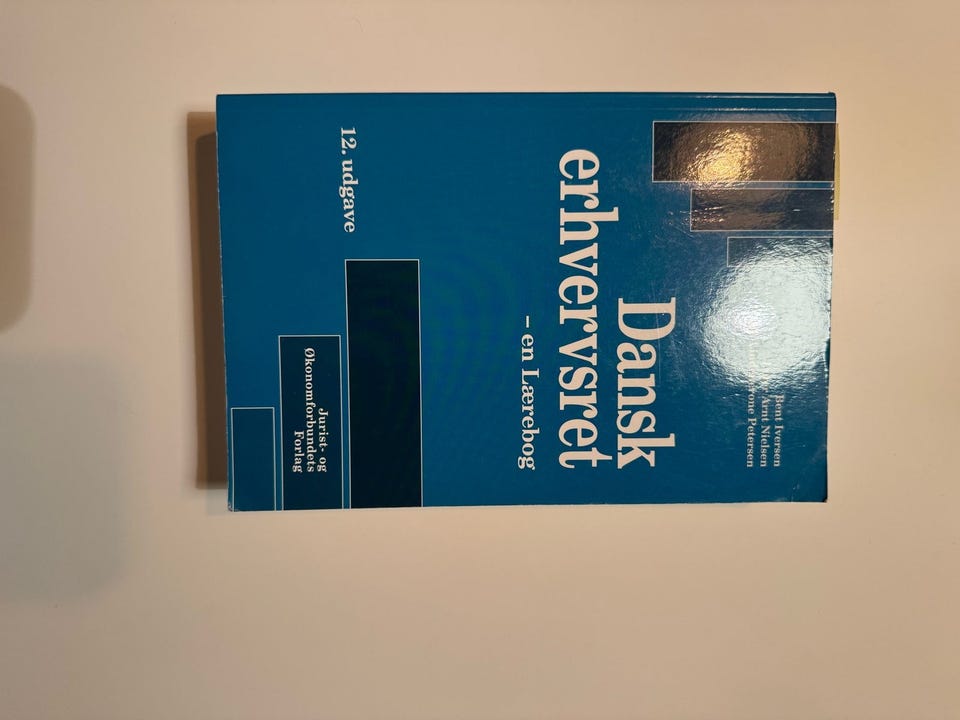 Bent Iversen
Arnt Nielsen
Petersen
Dansk
erhvervsret
– en Lærebog
12. udgave
Jurist- og
Økonomforbundets
Forlag